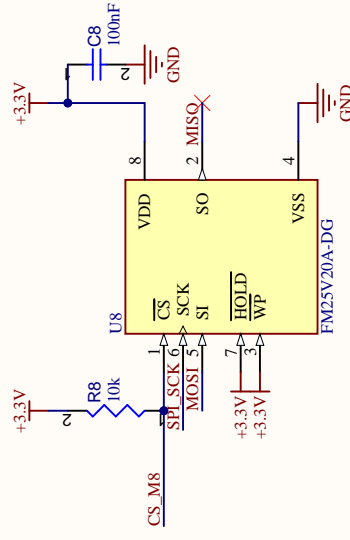 +3.3V
+3.3V
R8
10k
2
1
CS_M8
SPI_SCK
MOSI
+3.3V
+3.3V
1
6
5
7
3
U8
CS
SCK
SI
HOLD
WP
VDD
SO
VSS
FM25V20A-DG
8
2
4
MISO
1
2
C8
100nF
GND
GND